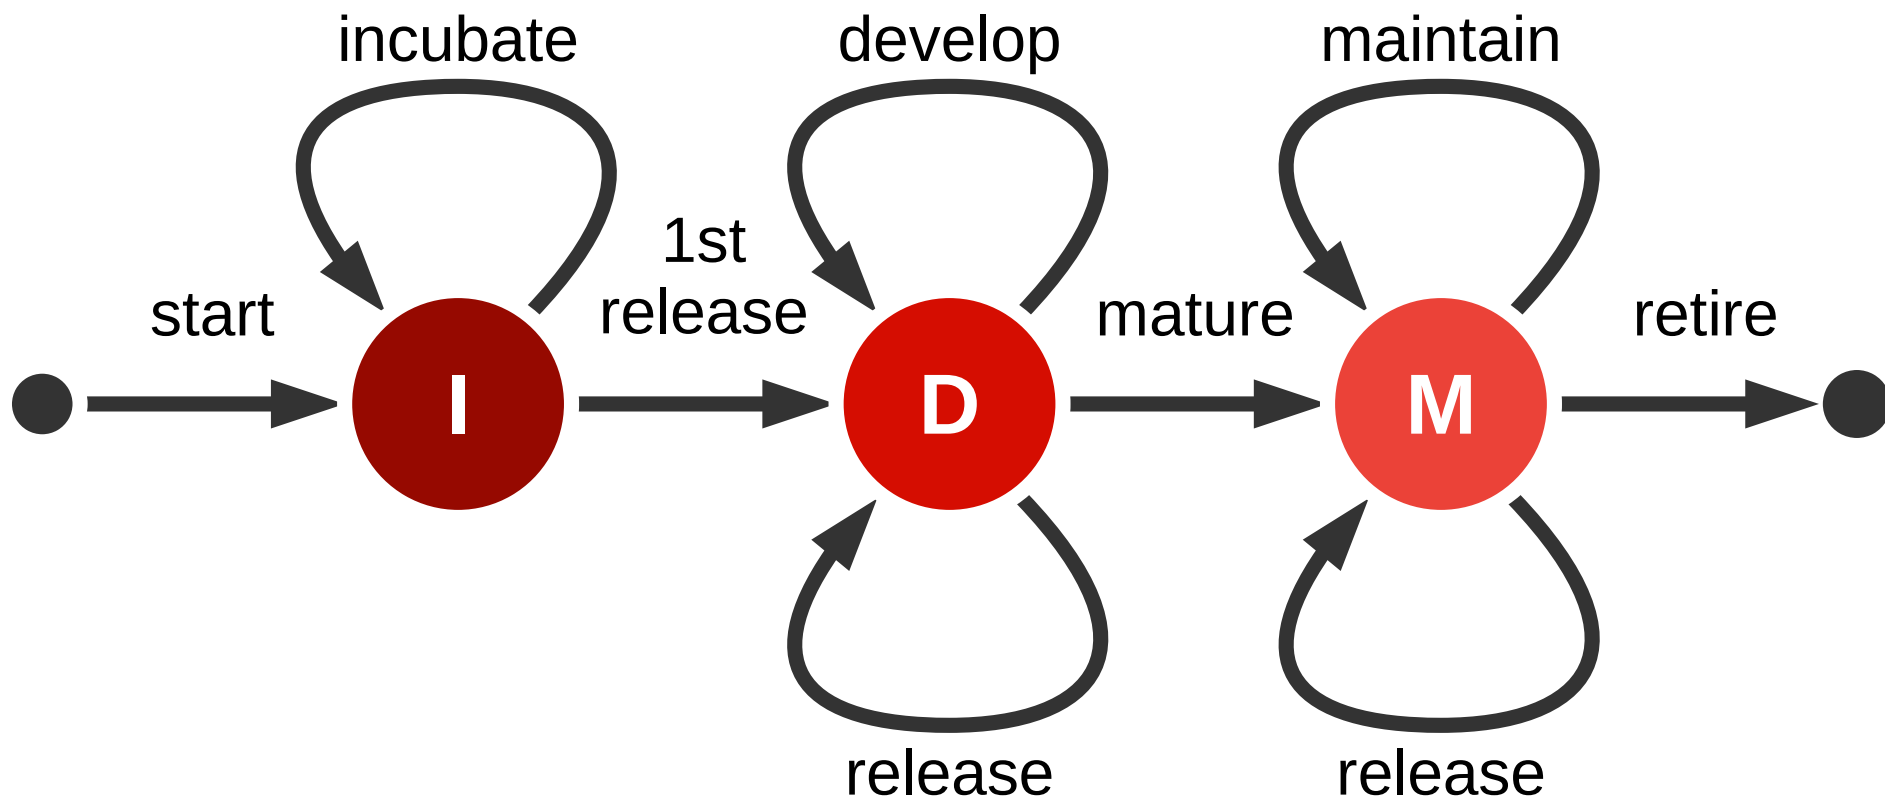 incubate
develop
maintain
1st
release
start
mature
retire
I
D
M
release
release